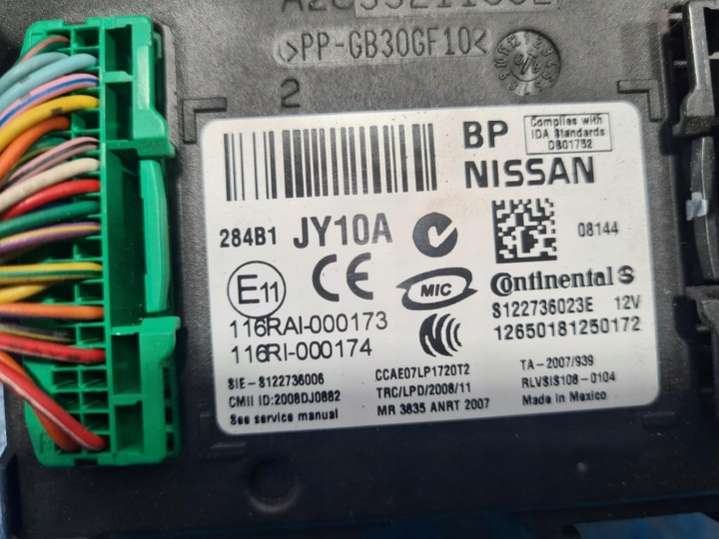 >PP-GB30GF10<
2
BP
Complies with
IDA Standards
DB01752
NISSAN
284B1 JY10A
08144
E11
CE
MIC
Continental S
116RAI-000173
116RI-000174
S122736023E 12V
12650181250172
SIE-S122736006
CMII ID:2008DJ0882
See service manual
CCAE07LP1720T2
TRC/LPD/2008/11
MR 3835 ANRT 2007
TA-2007/939
RLVSIS108-0104
Made in Mexico